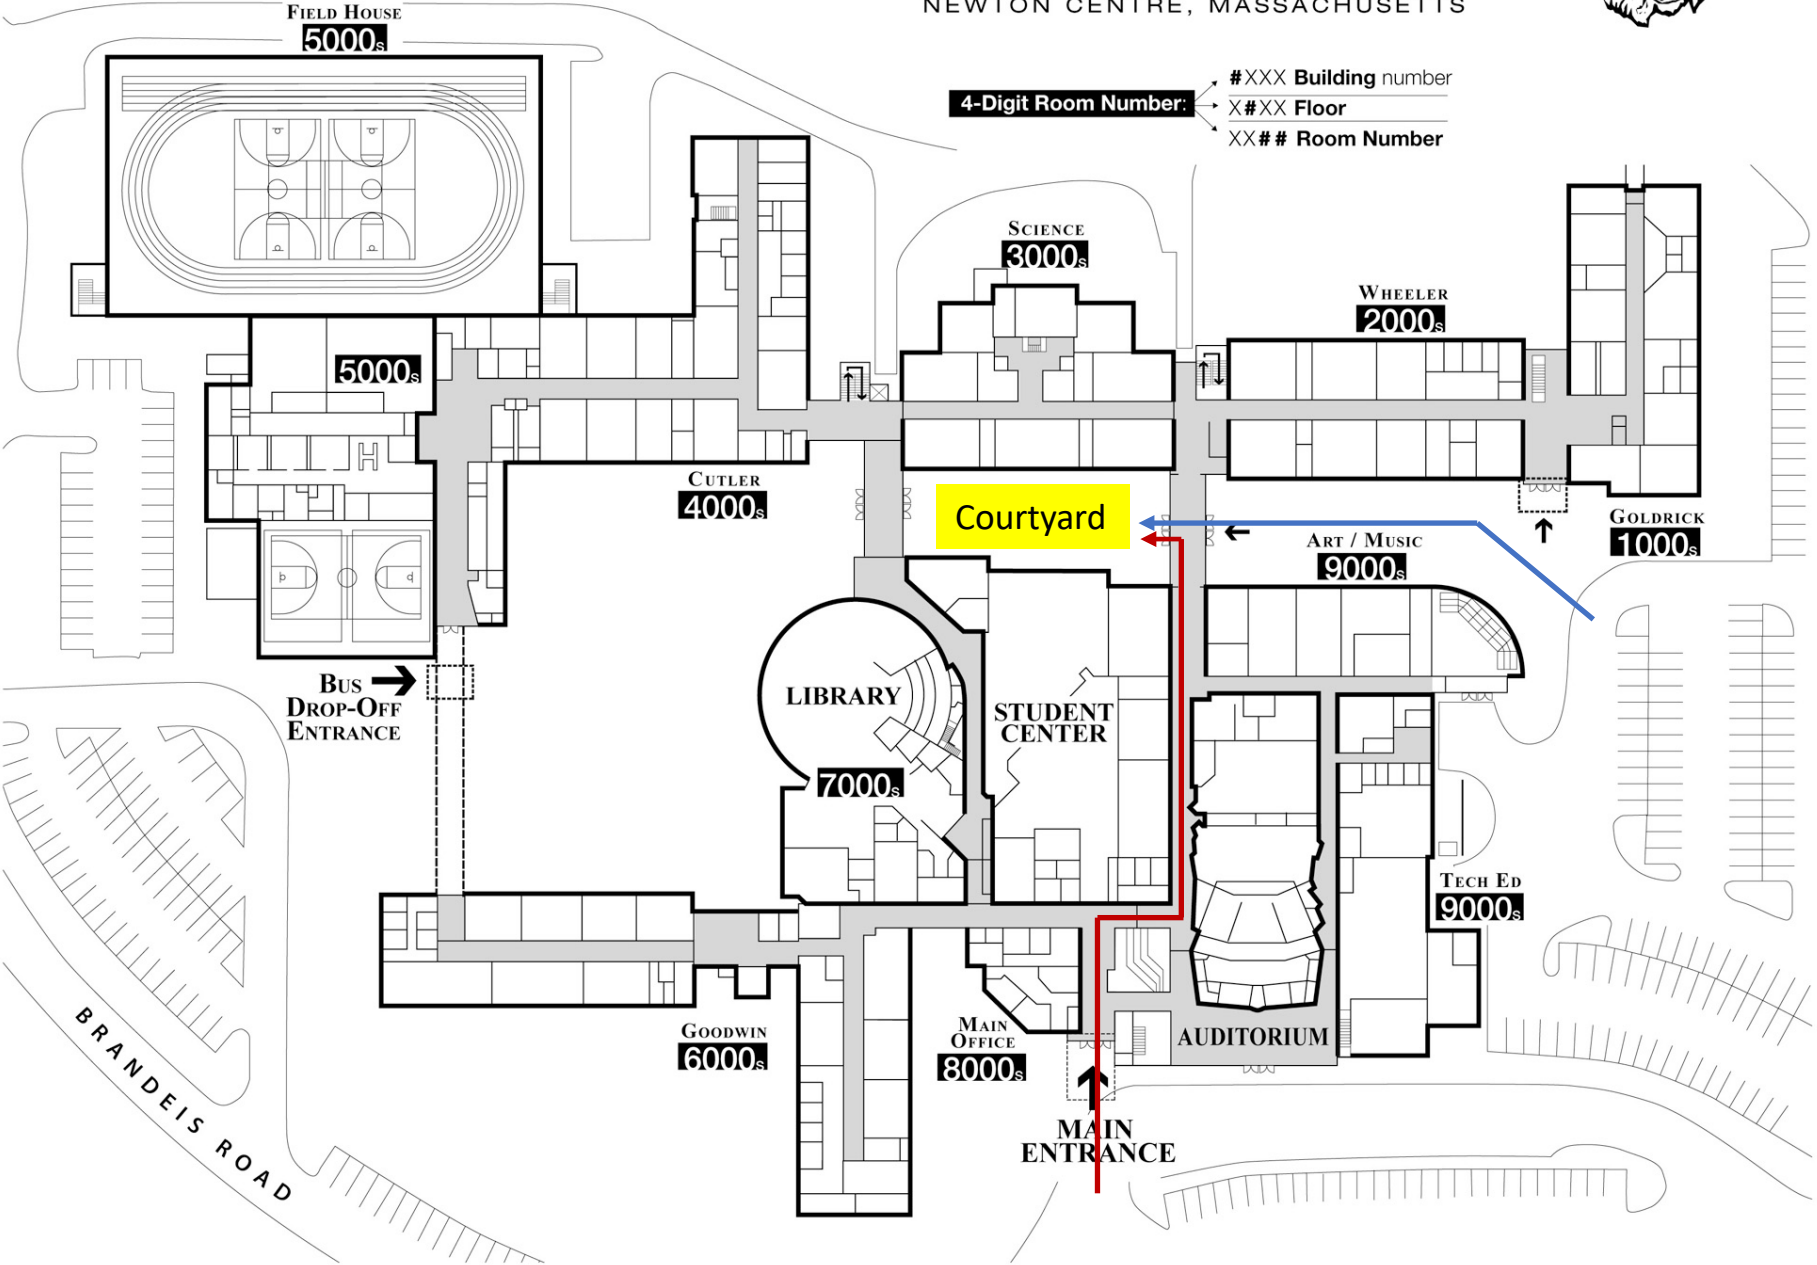 NEWTON CENTRE, MASSACHUSETTS
FIELD HOUSE
5000s
4-Digit Room Number:
#XXX Building number
X#XX Floor
XX## Room Number
SCIENCE
3000s
WHEELER
2000s
5000s
CUTLER
4000s
Courtyard
GOLDRICK
1000s
ART / MUSIC
9000s
BUS
DROP-OFF
ENTRANCE
LIBRARY
STUDENT
CENTER
7000s
TECH ED
9000s
GOODWIN
6000s
MAIN
OFFICE
8000s
AUDITORIUM
MAIN
ENTRANCE
BRANDEIS ROAD